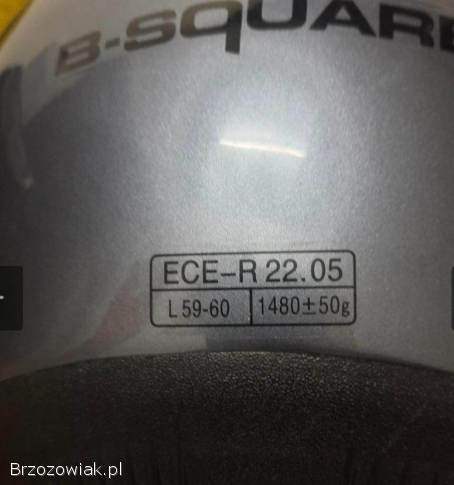 B-SQUARE
ECE-R 22.05
L 59-60 1480±50g
Brzozowiak.pl